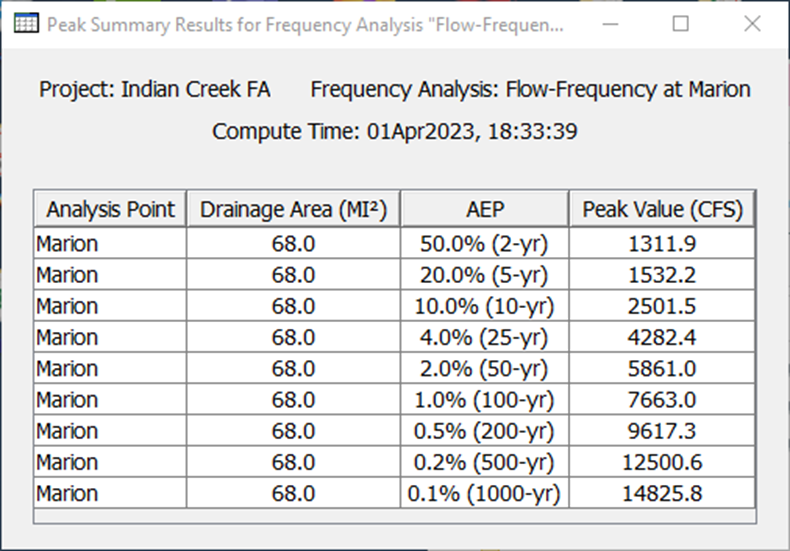 Peak Summary Results for Frequency Analysis "Flow-Frequen...
Project: Indian Creek FA Frequency Analysis: Flow-Frequency at Marion
Compute Time: 01Apr2023, 18:33:39
Analysis Point Drainage Area (MI²) AEP Peak Value (CFS)
Marion 68.0 50.0% (2-yr) 1311.9
Marion 68.0 20.0% (5-yr) 1532.2
Marion 68.0 10.0% (10-yr) 2501.5
Marion 68.0 4.0% (25-yr) 4282.4
Marion 68.0 2.0% (50-yr) 5861.0
Marion 68.0 1.0% (100-yr) 7663.0
Marion 68.0 0.5% (200-yr) 9617.3
Marion 68.0 0.2% (500-yr) 12500.6
Marion 68.0 0.1% (1000-yr) 14825.8